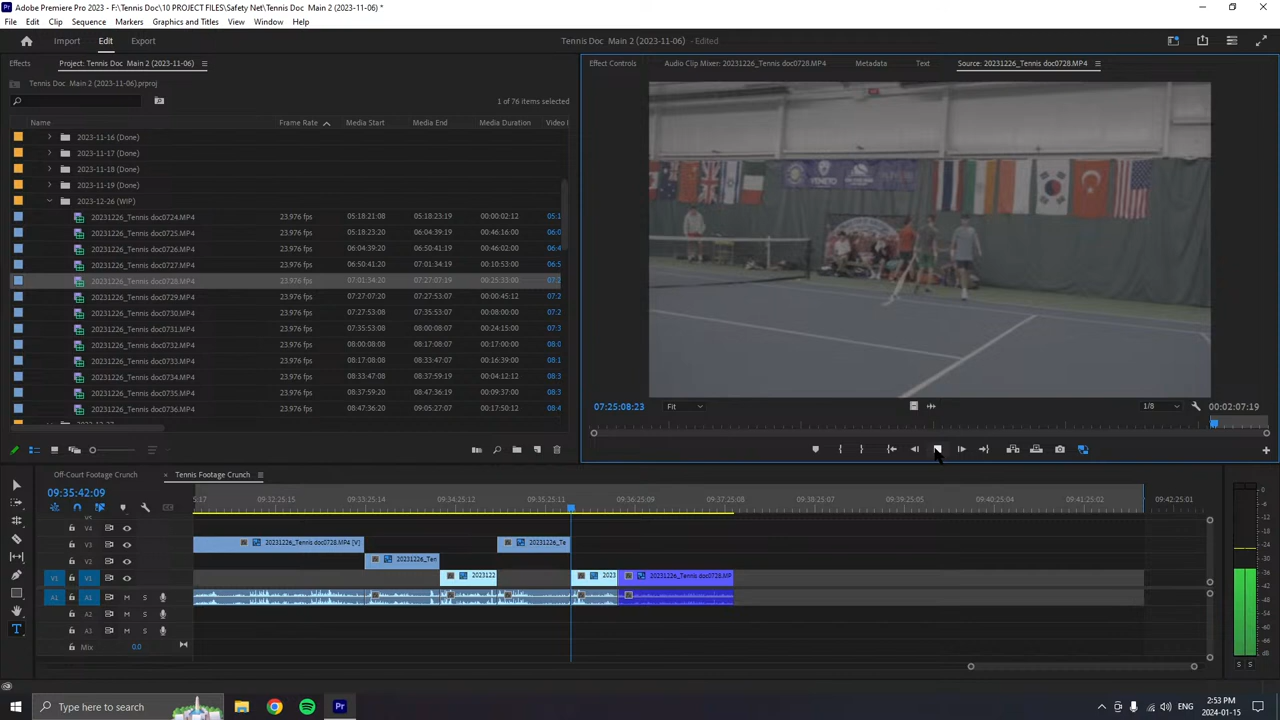 Adobe Premiere Pro 2023 - F:\Tennis Doc\10 PROJECT FILES\Safety Net\Tennis Doc  Main 2 (2023-11-06) *
File Edit Clip Sequence Markers Graphics and Titles View Window Help
Import Edit Export Tennis Doc  Main 2 (2023-11-06) - Edited
Effects Project: Tennis Doc  Main 2 (2023-11-06) Effect Controls Audio Clip Mixer: 20231226_Tennis doc0728.MP4 Metadata Text Source: 20231226_Tennis doc0728.MP4
Tennis Doc  Main 2 (2023-11-06).prproj
1 of 76 items selected
Name Frame Rate Media Start Media End Media Duration Video I
2023-11-16 (Done)
2023-11-17 (Done)
2023-11-18 (Done)
2023-11-19 (Done)
2023-12-26 (WIP)
20231226_Tennis doc0724.MP4 23.976 fps 05:18:21:08 05:18:23:19 00:00:02:12 05:1
20231226_Tennis doc0725.MP4 23.976 fps 05:18:23:20 06:04:39:19 00:46:16:00 06:0
20231226_Tennis doc0726.MP4 23.976 fps 06:04:39:20 06:50:41:19 00:46:02:00 06:3
20231226_Tennis doc0727.MP4 23.976 fps 06:50:41:20 07:01:34:19 00:10:53:00 06:5
20231226_Tennis doc0728.MP4 23.976 fps 07:01:34:20 07:27:07:19 00:25:33:00 07:2
20231226_Tennis doc0729.MP4 23.976 fps 07:27:07:20 07:27:53:07 00:00:45:12 07:2
20231226_Tennis doc0730.MP4 23.976 fps 07:27:53:08 07:35:53:07 00:08:00:00 07:3
20231226_Tennis doc0731.MP4 23.976 fps 07:35:53:08 08:00:08:07 00:24:15:00 07:3
20231226_Tennis doc0732.MP4 23.976 fps 08:00:08:08 08:17:08:07 00:17:00:00 08:0
20231226_Tennis doc0733.MP4 23.976 fps 08:17:08:08 08:33:47:07 00:16:39:00 08:1
20231226_Tennis doc0734.MP4 23.976 fps 08:33:47:08 08:37:59:19 00:04:12:12 08:3
20231226_Tennis doc0735.MP4 23.976 fps 08:37:59:20 08:47:36:19 00:09:37:00 08:4
20231226_Tennis doc0736.MP4 23.976 fps 08:47:36:20 09:05:27:07 00:17:50:12 08:4
VENETO
07:25:08:23 Fit 1/8 00:02:07:19
Off-Court Footage Crunch × Tennis Footage Crunch
09:35:42:09
5:37 09:32:25:15 09:33:25:14 09:34:25:12 09:35:25:11 09:36:25:09 09:37:25:08 09:38:25:07 09:39:25:05 09:40:25:04 09:41:25:02 09:42:25:01
V4
V3 20231226_Tennis doc0728.MP4 [V] 20231226_Te
V2 20231226_Ten
V1 V1 2023122 2023 20231226_Tennis doc0728.MP
A1 A1 M S
A2 M S
A3 M S
Mix 0.0
S S
Type here to search
2:53 PM
2024-01-15